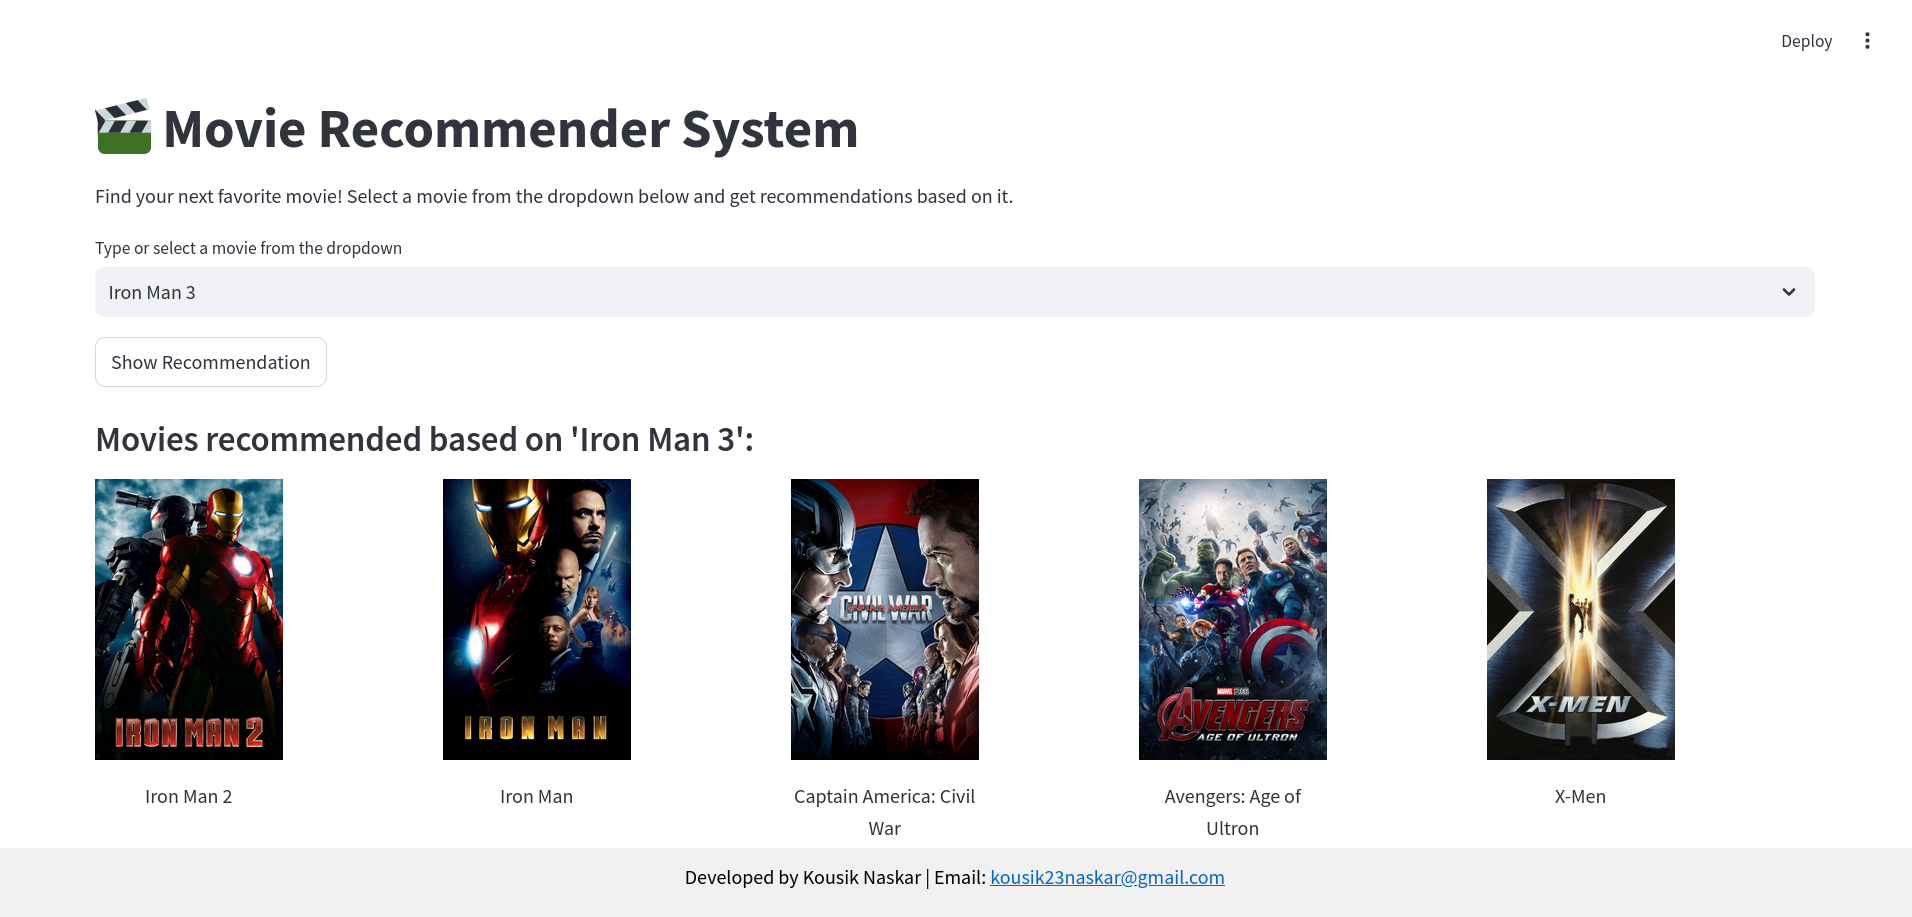 Deploy
Movie Recommender System
Find your next favorite movie! Select a movie from the dropdown below and get recommendations based on it.
Type or select a movie from the dropdown
Iron Man 3
Show Recommendation
Movies recommended based on 'Iron Man 3':
IRON MAN 2
IRON MAN
CAPTAIN AMERICA
CIVIL WAR
MARVEL STUDIOS
AVENGERS
AGE OF ULTRON
X-MEN
Iron Man 2
Iron Man
Captain America: Civil
War
Avengers: Age of
Ultron
X-Men
Developed by Kousik Naskar | Email: kousik23naskar@gmail.com